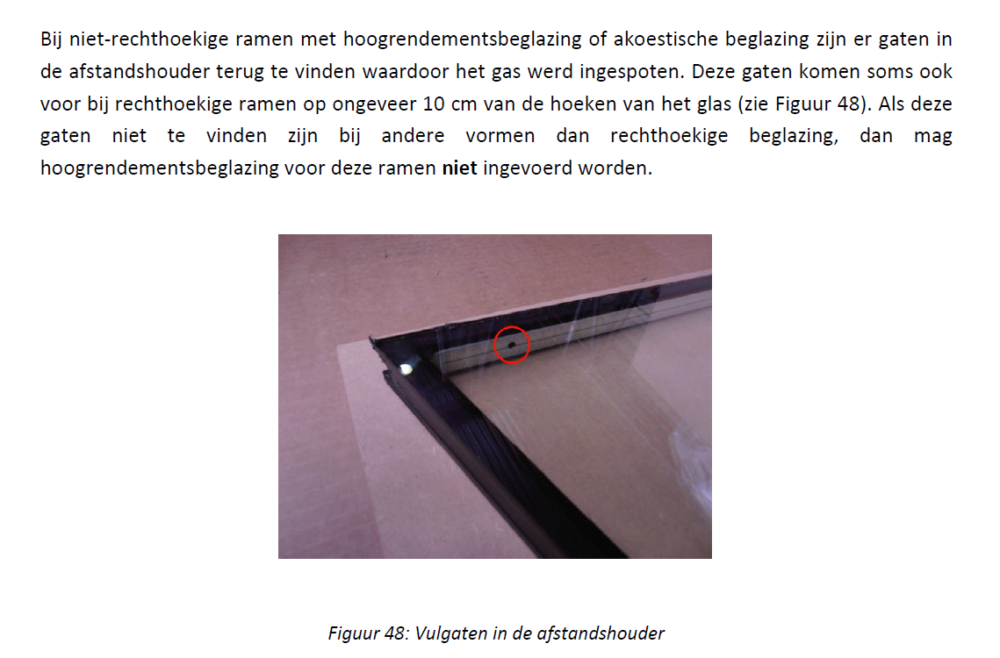 Bij niet-rechthoekige ramen met hoogrendementsbeglazing of akoestische beglazing zijn er gaten in
de afstandshouder terug te vinden waardoor het gas werd ingespoten. Deze gaten komen soms ook
voor bij rechthoekige ramen op ongeveer 10 cm van de hoeken van het glas (zie Figuur 48). Als deze
gaten niet te vinden zijn bij andere vormen dan rechthoekige beglazing, dan mag
hoogrendementsbeglazing voor deze ramen niet ingevoerd worden.
Figuur 48: Vulgaten in de afstandshouder